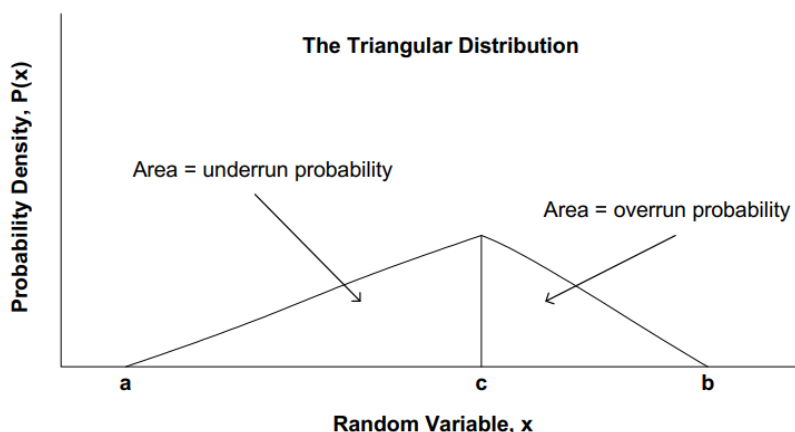 The Triangular Distribution
Probability Density, P(x)
Area = underrun probability
Area = overrun probability
a
c
b
Random Variable, x